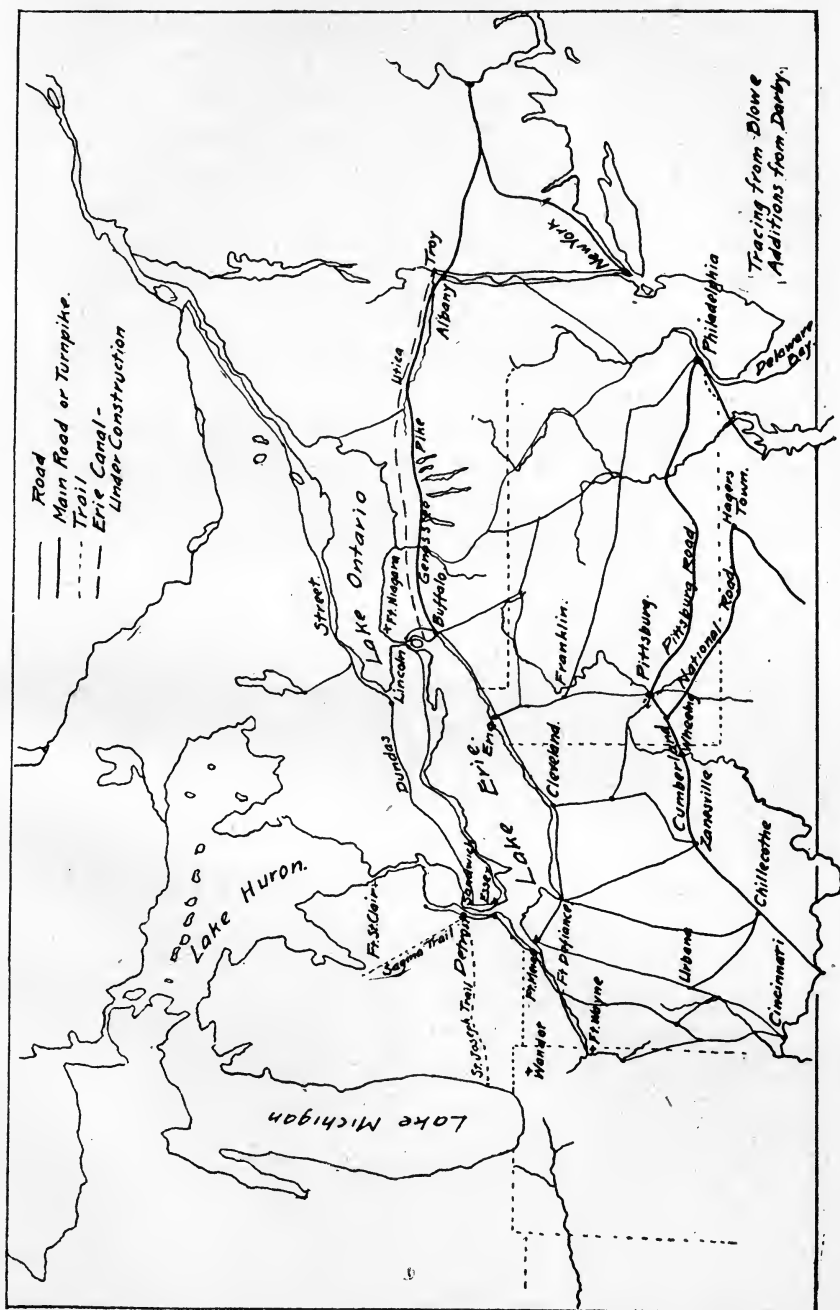 Road
Main Road or Turnpike.
Trail
Erie Canal-
Under Construction
Tracing from Blowe
Additions from Darby.
Lake Huron.
Lake Michigan
Lake Ontario
Lake Erie.
Street.
Dundas
Lincoln
Ft. Niagara
Buffalo
Genessee Pike
Utica
Albany
Troy
New York
Philadelphia
Delaware
Bay.
Hagers
Town.
National Road
Pittsburg Road
Pittsburg.
Franklin.
Erie
Cleveland.
Cumberland
Wheeling
Zanesville
Chillecothe
Cincinnati
Urbana
Ft. Defiance
Ft. Wayne
Sandwich
Essex
Detroit
Ft. St. Clair
Sagina Trail
St. Joseph Trail